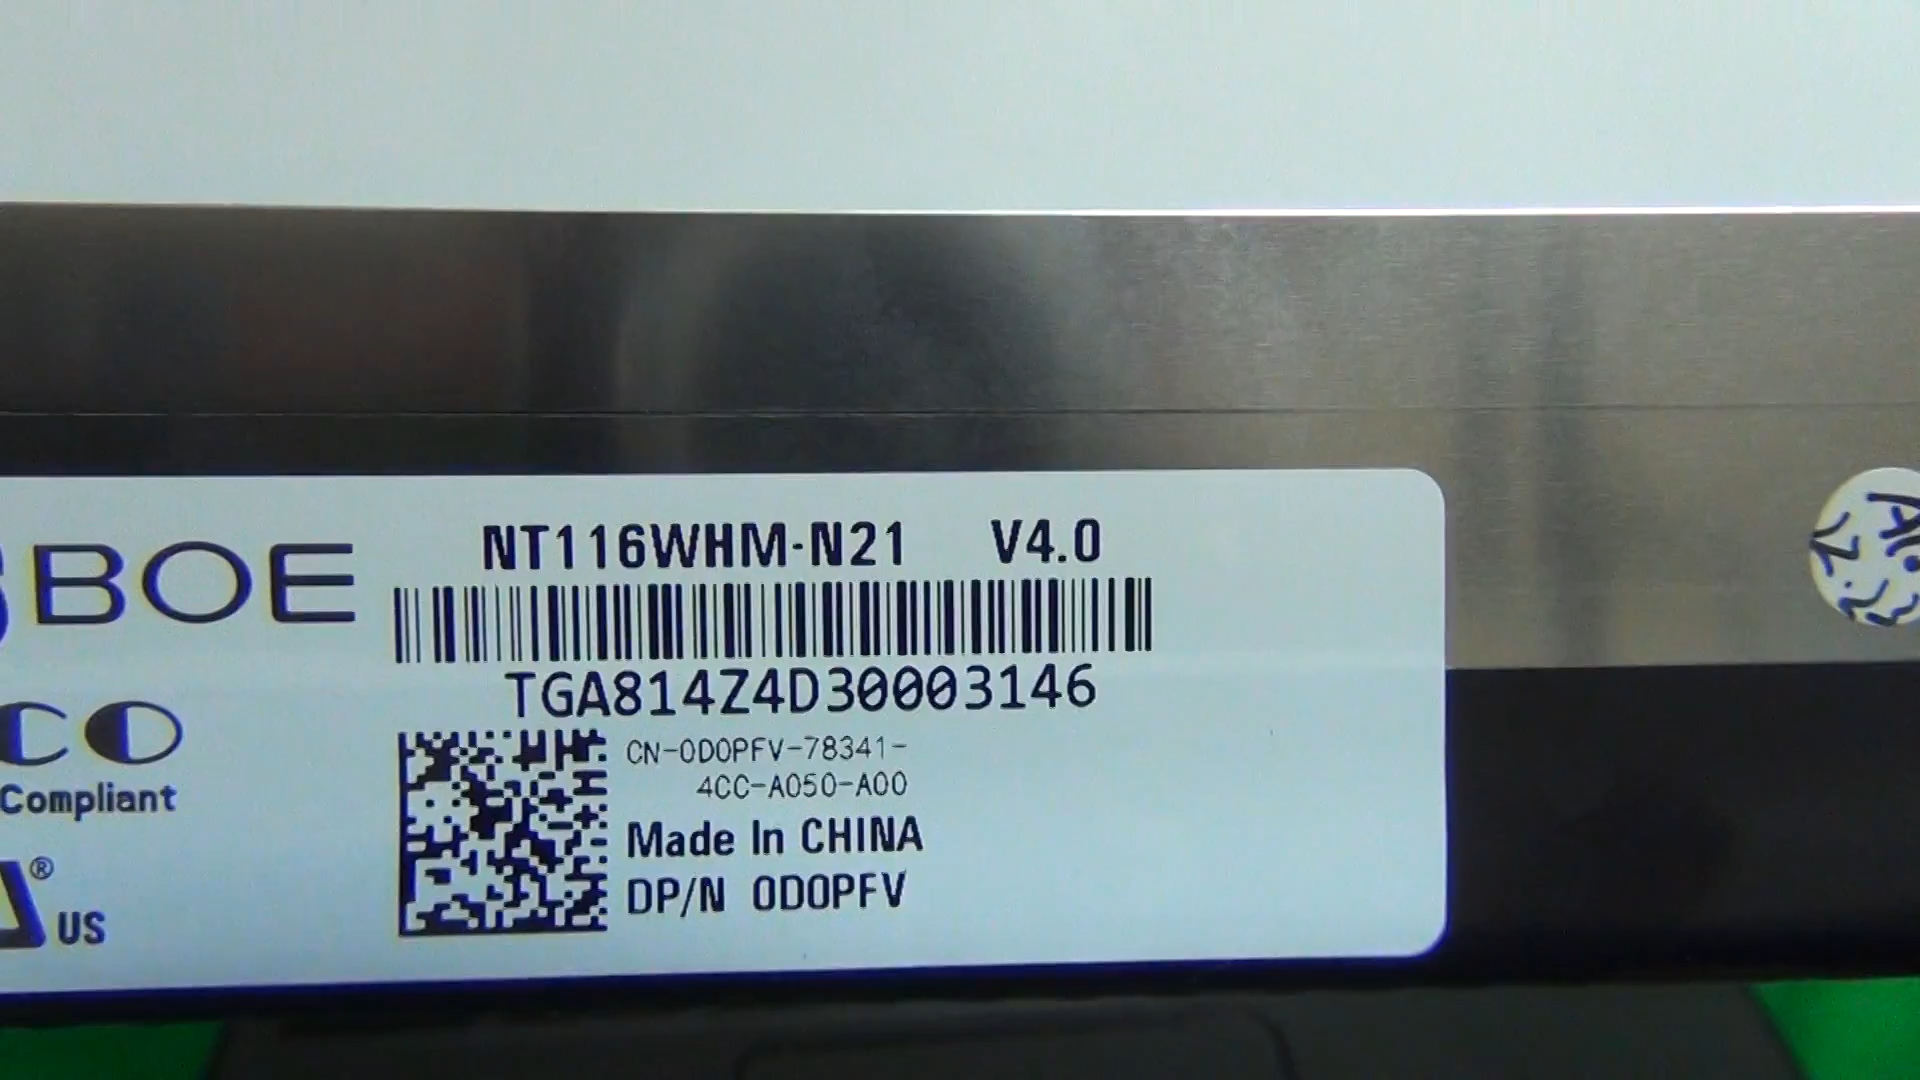 BOE
NT116WHM-N21 V4.0
TGA814Z4D30003146
CO
Compliant
CN-0D0PFV-78341-
4CC-A050-A00
Made In CHINA
DP/N 0D0PFV
® US